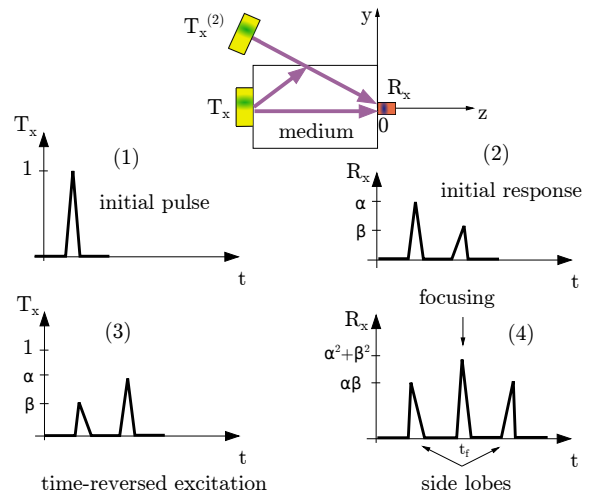 Tₓ⁽²⁾
y
Rₓ
Tₓ
z
0
medium
Tₓ
(1)
1
initial pulse
t
(2)
Rₓ
initial response
α
β
t
Tₓ
(3)
1
α
β
t
time-reversed excitation
focusing
Rₓ
(4)
α²+β²
αβ
t_f
t
side lobes